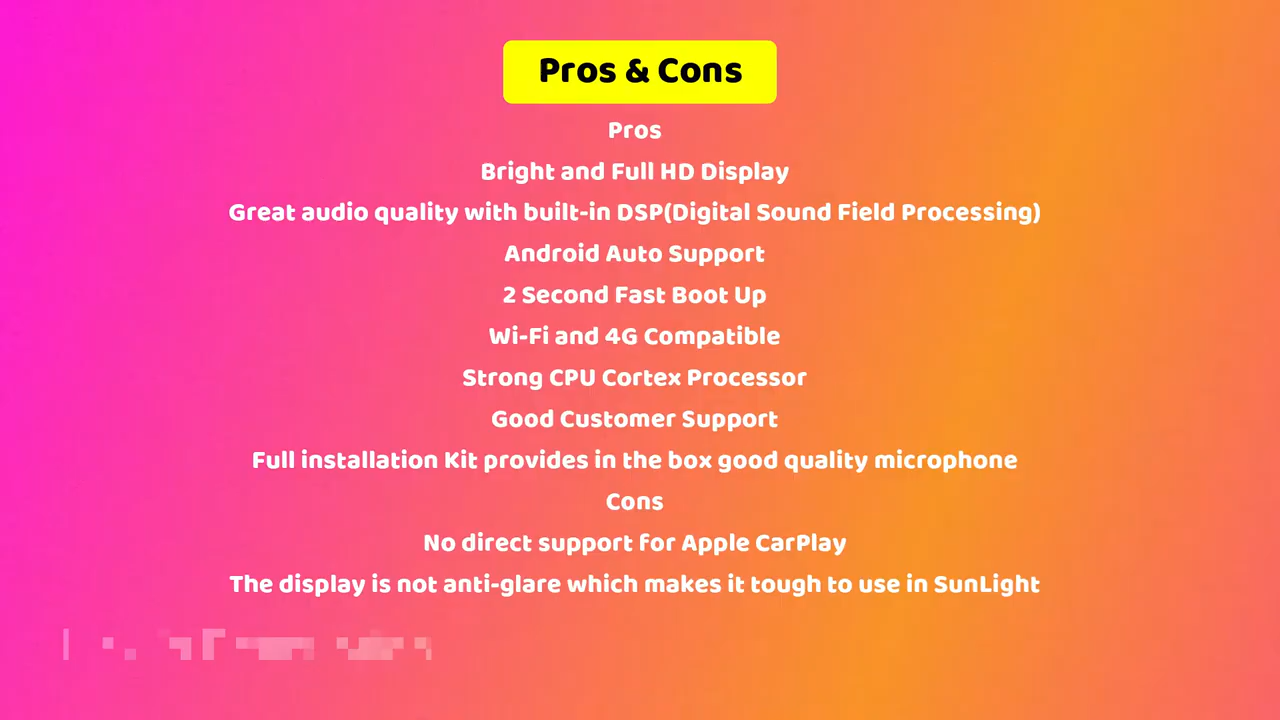 Pros & Cons
Pros
Bright and Full HD Display
Great audio quality with built-in DSP(Digital Sound Field Processing)
Android Auto Support
2 Second Fast Boot Up
Wi-Fi and 4G Compatible
Strong CPU Cortex Processor
Good Customer Support
Full installation Kit provides in the box good quality microphone
Cons
No direct support for Apple CarPlay
The display is not anti-glare which makes it tough to use in SunLight